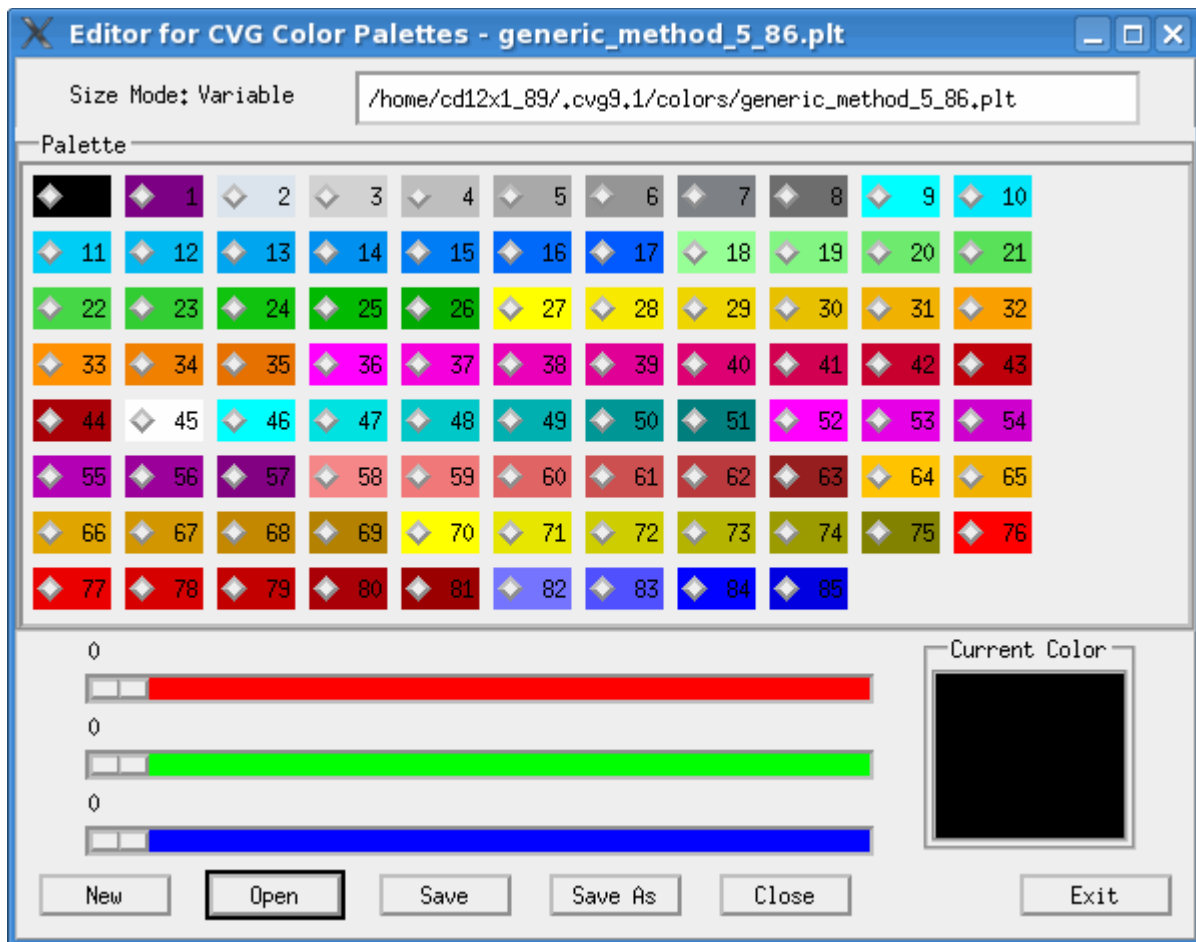 Editor for CVG Color Palettes - generic_method_5_86.plt
Size Mode: Variable /home/cd12x1_89/.cvg9.1/colors/generic_method_5_86.plt
Palette
1 2 3 4 5 6 7 8 9 10
11 12 13 14 15 16 17 18 19 20 21
22 23 24 25 26 27 28 29 30 31 32
33 34 35 36 37 38 39 40 41 42 43
44 45 46 47 48 49 50 51 52 53 54
55 56 57 58 59 60 61 62 63 64 65
66 67 68 69 70 71 72 73 74 75 76
77 78 79 80 81 82 83 84 85
0 Current Color
0
0
New Open Save Save As Close Exit